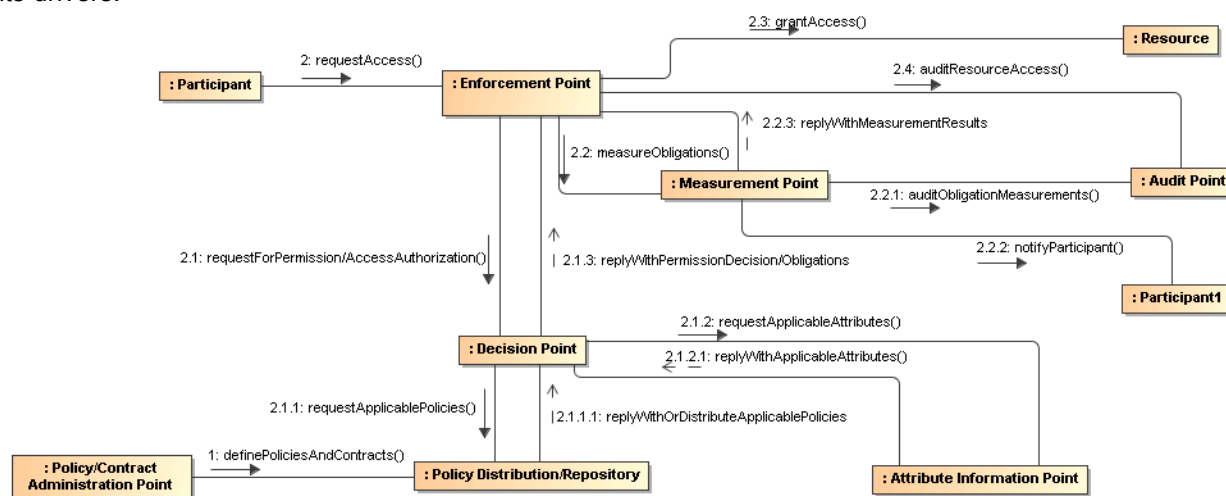 2.3: grantAccess()
: Resource
2: requestAccess()
2.4: auditResourceAccess()
: Participant
: Enforcement Point
2.2.3: replyWithMeasurementResults
2.2: measureObligations()
: Measurement Point
: Audit Point
2.2.1: auditObligationMeasurements()
2.2.2: notifyParticipant()
2.1: requestForPermission/AccessAuthorization()
2.1.3: replyWithPermissionDecision/Obligations
: Participant1
2.1.2: requestApplicableAttributes()
: Decision Point
2.1.2.1: replyWithApplicableAttributes()
2.1.1: requestApplicablePolicies()
2.1.1.1: replyWithOrDistributeApplicablePolicies
1: definePoliciesAndContracts()
: Policy/Contract
Administration Point
: Policy Distribution/Repository
: Attribute Information Point